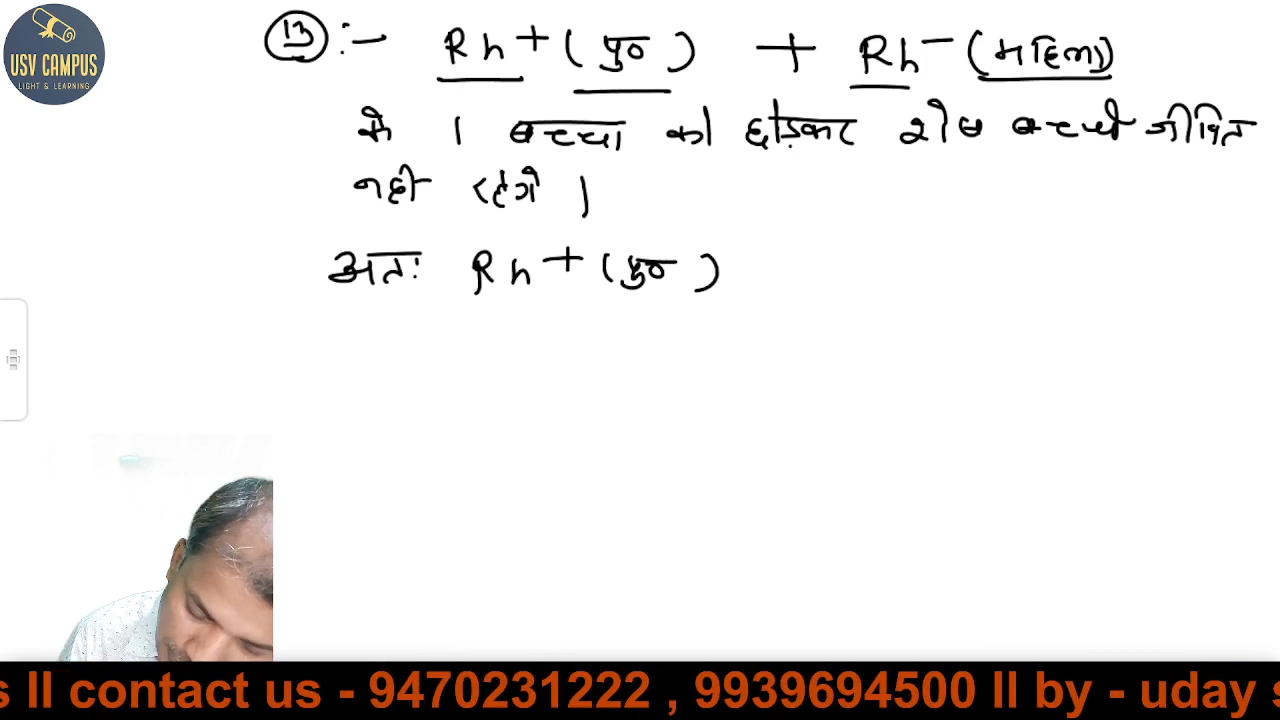 USV CAMPUS
LIGHT & LEARNING
13 :- Rh+ (पु०) + Rh- (महिला)
के 1 बच्चा को छोड़कर शेष बच्चे जीवित
नही रहेंगे ।
अतः Rh+ (पु०)
s II contact us - 9470231222 , 9939694500 II by - uday s